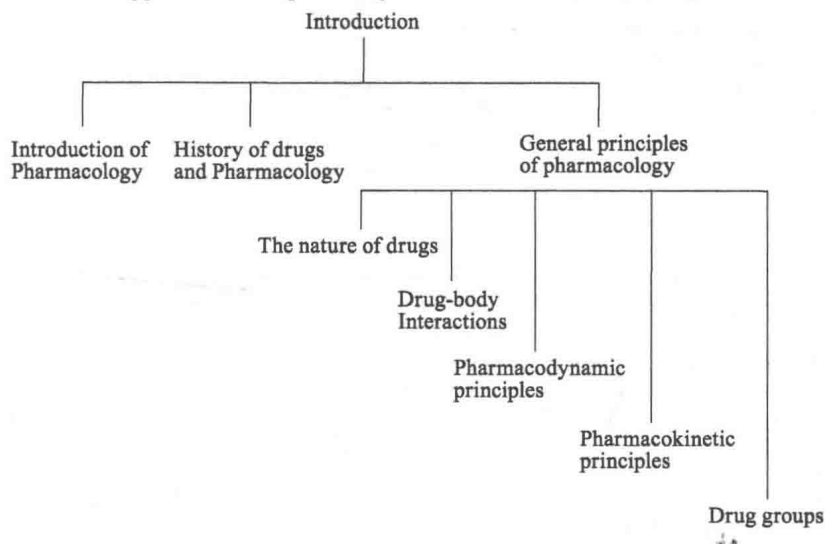 Introduction
Introduction of
Pharmacology
History of drugs
and Pharmacology
General principles
of pharmacology
The nature of drugs
Drug-body
Interactions
Pharmacodynamic
principles
Pharmacokinetic
principles
Drug groups